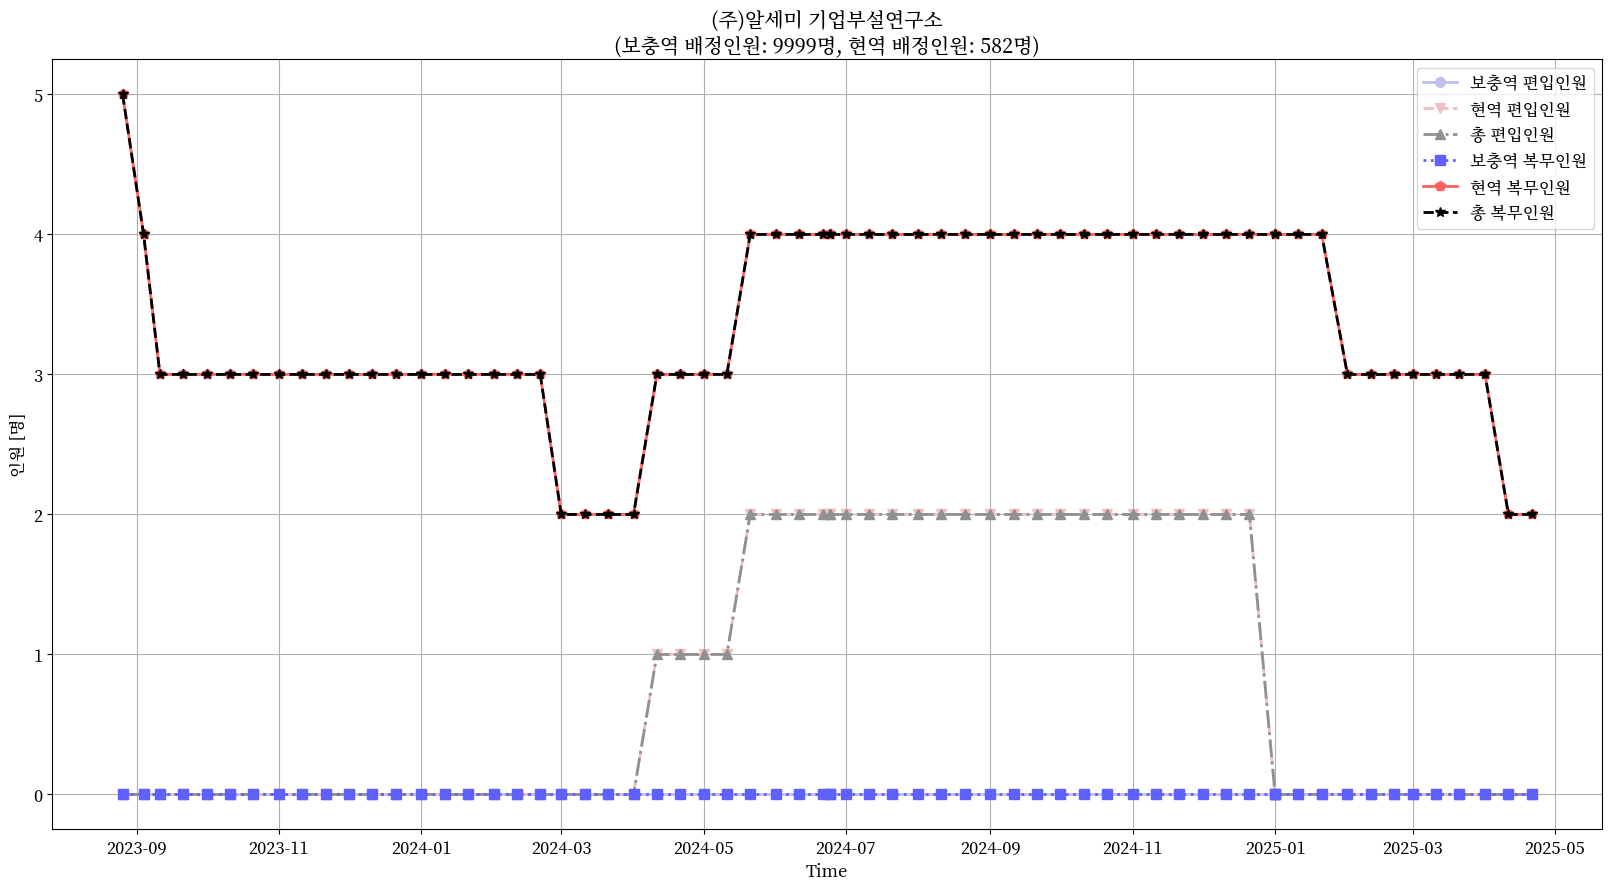 (주)알세미 기업부설연구소
(보충역 배정인원: 9999명, 현역 배정인원: 582명)
보충역 편입인원
현역 편입인원
총 편입인원
보충역 복무인원
현역 복무인원
총 복무인원
인원 [명]
5
4
3
2
1
0
2023-09
2023-11
2024-01
2024-03
2024-05
2024-07
2024-09
2024-11
2025-01
2025-03
2025-05
Time